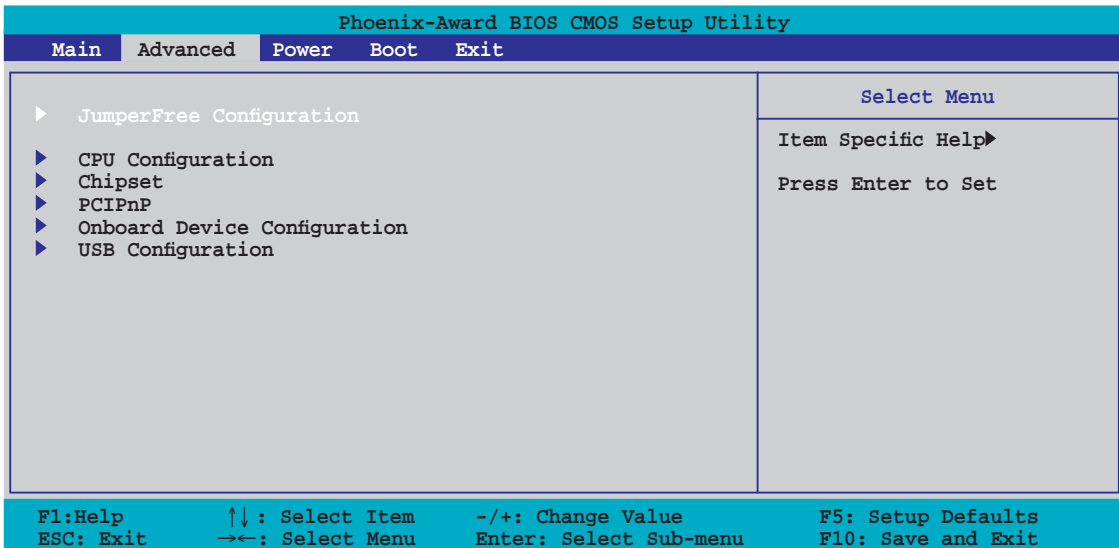 Phoenix-Award BIOS CMOS Setup Utility
Main Advanced Power Boot Exit
JumperFree Configuration
CPU Configuration
Chipset
PCIPnP
Onboard Device Configuration
USB Configuration
Select Menu
Item Specific Help
Press Enter to Set
F1:Help ↑↓: Select Item -/+: Change Value F5: Setup Defaults
ESC: Exit →←: Select Menu Enter: Select Sub-menu F10: Save and Exit